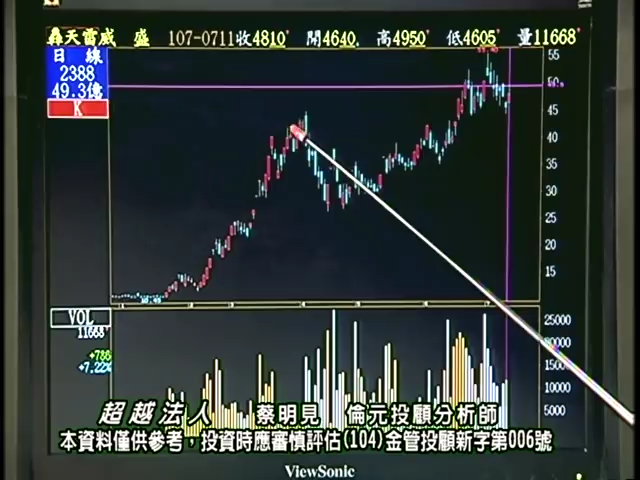 轟天雷威 盛 107-0711收4810 開4640. 高4950 低4605 量11668
日 線
2388
49.3億
K
55
45
40
35
30
25
20
15
VOL
11668
+786
+7.22%
25000
20000
15000
10000
5000
超越法人 蔡明見 倫元投顧分析師
本資料僅供參考，投資時應審慎評估(104)金管投顧新字第006號
ViewSonic